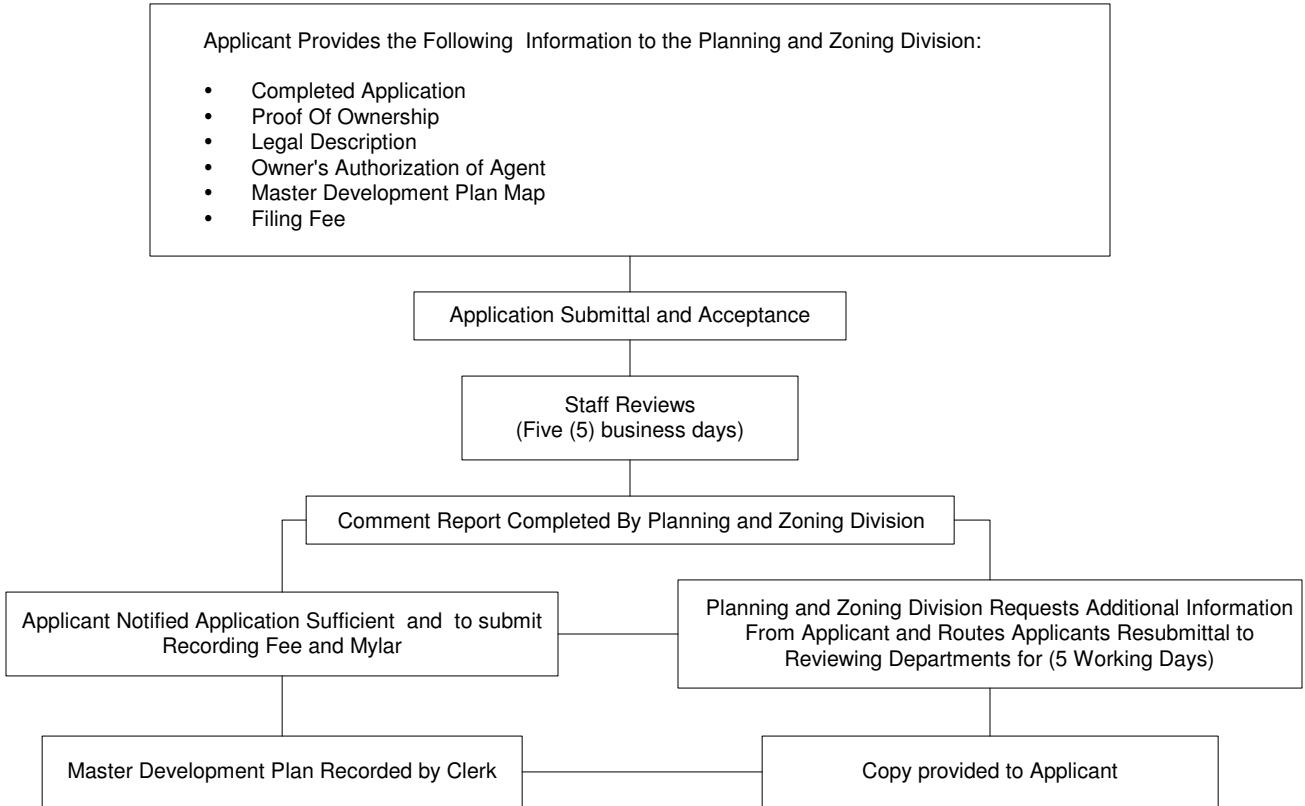 Applicant Provides the Following Information to the Planning and Zoning Division:
• Completed Application
• Proof Of Ownership
• Legal Description
• Owner's Authorization of Agent
• Master Development Plan Map
• Filing Fee
Application Submittal and Acceptance
Staff Reviews
(Five (5) business days)
Comment Report Completed By Planning and Zoning Division
Applicant Notified Application Sufficient and to submit
Recording Fee and Mylar
Planning and Zoning Division Requests Additional Information
From Applicant and Routes Applicants Resubmittal to
Reviewing Departments for (5 Working Days)
Master Development Plan Recorded by Clerk
Copy provided to Applicant